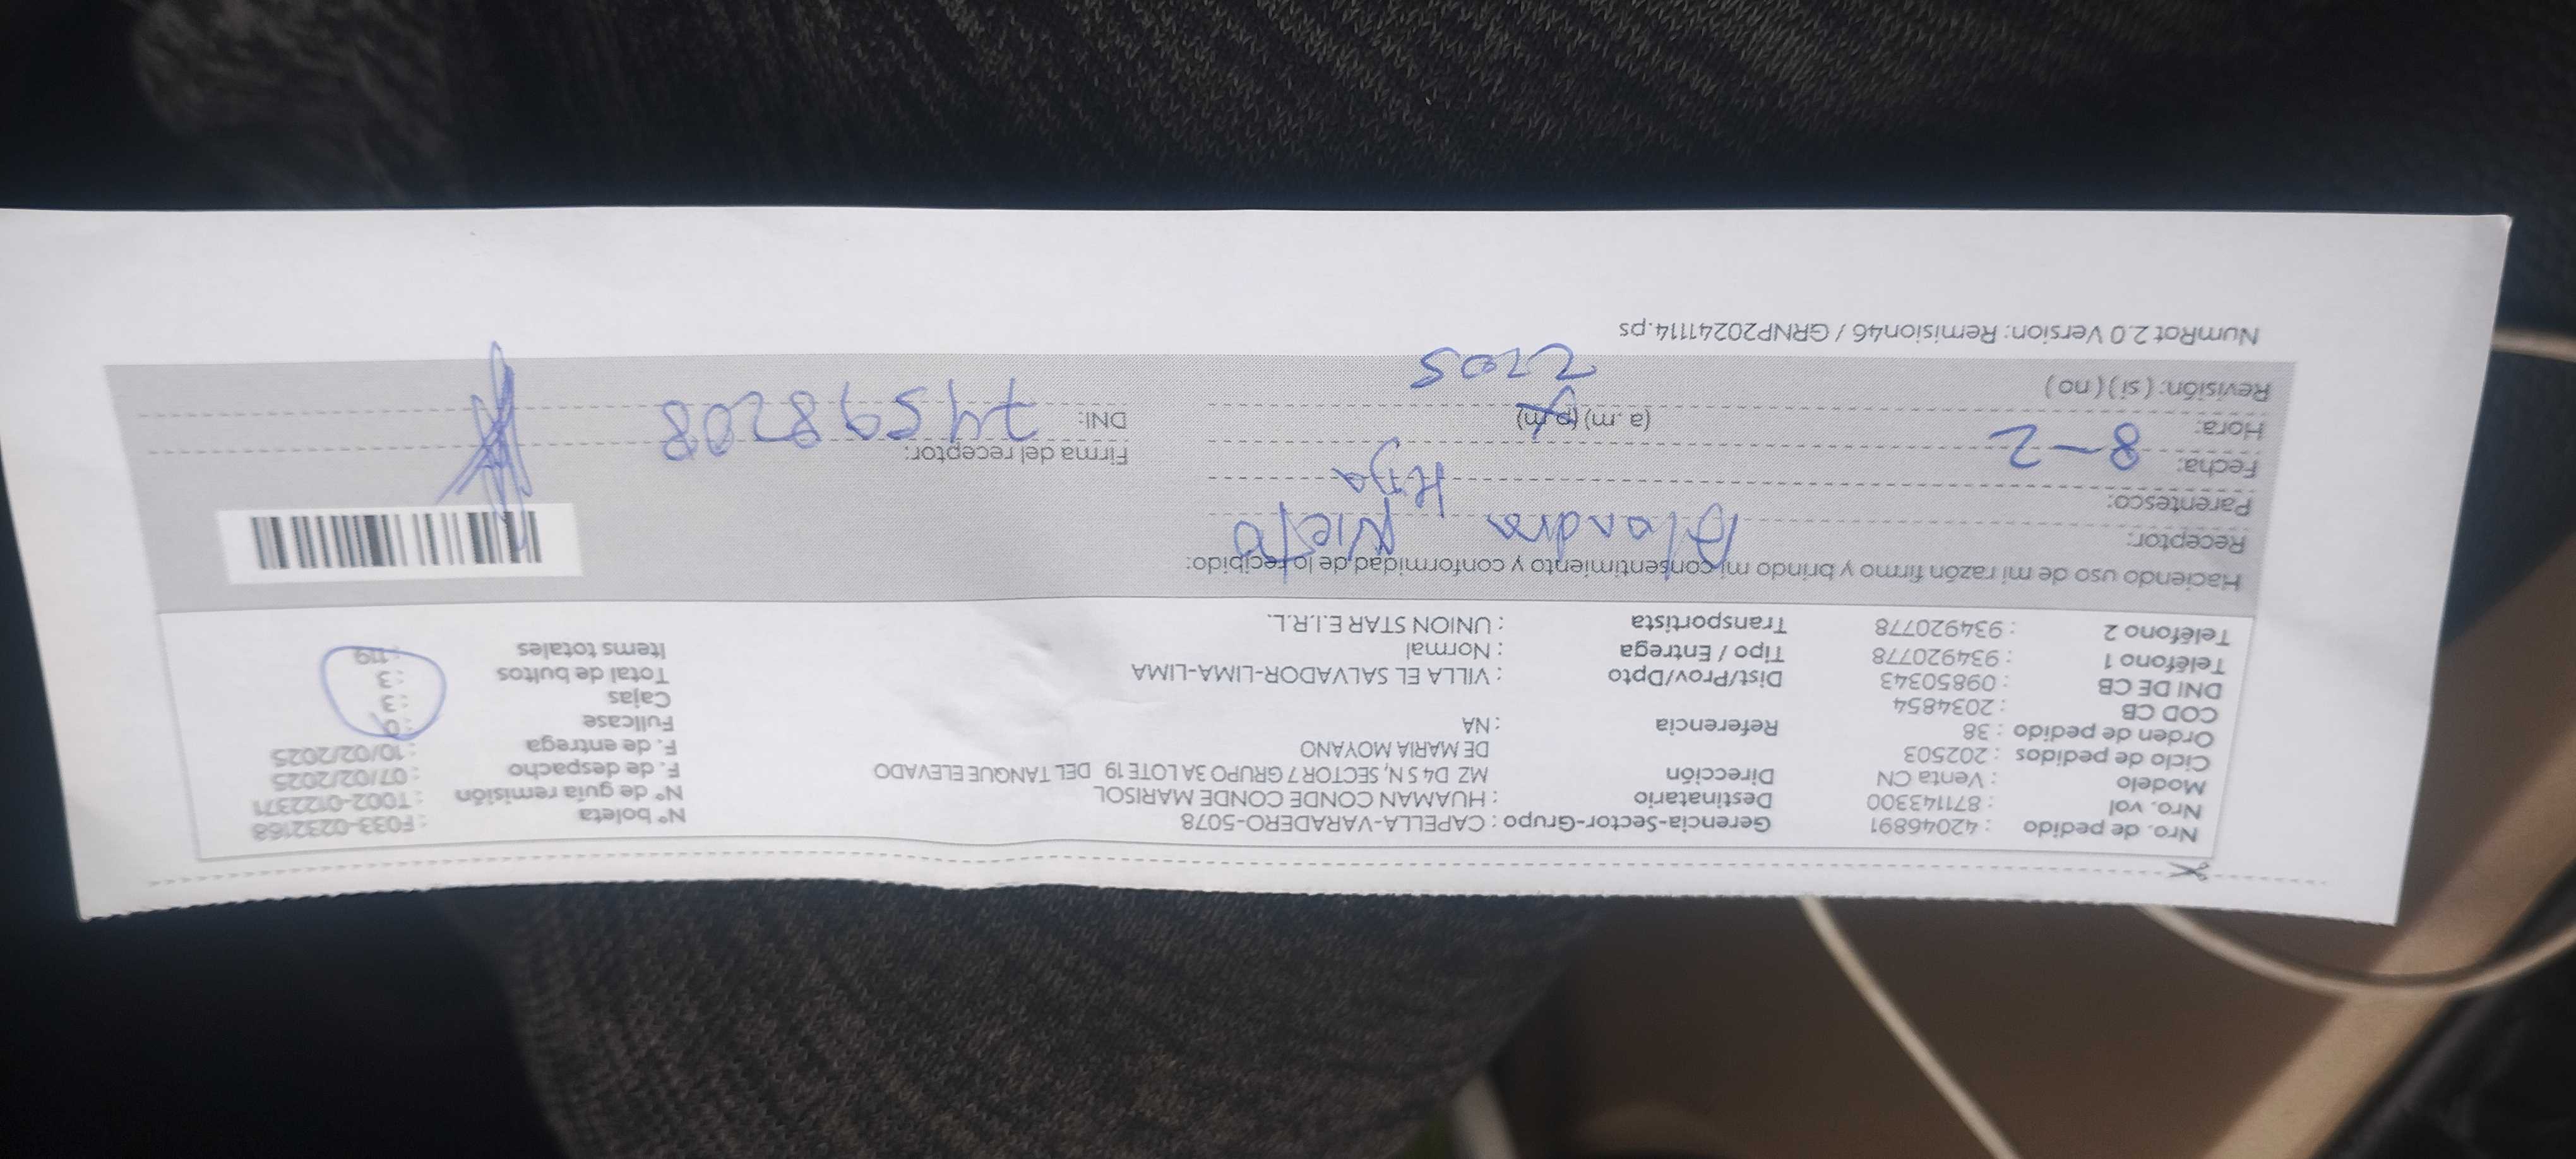 Nro. de pedido : 42046891 Gerencia-Sector-Grupo : CAPELLA-VARADERO-5078 N° boleta : F033-0232168
Nro. vol : 871143300 Destinatario : HUAMAN CONDE CONDE MARISOL N° de guía remisión : T002-0122371
Modelo : Venta CN Dirección MZ D4 S N, SECTOR 7 GRUPO 3A LOTE 19 DEL TANQUE ELEVADO F. de despacho : 07/02/2025
Ciclo de pedidos : 202503 DE MARIA MOYANO F. de entrega : 10/02/2025
Orden de pedido : 38 Referencia : NA Fullcase : 0
COD CB : 2034854 Cajas : 3
DNI DE CB : 09850343 Dist/Prov/Dpto : VILLA EL SALVADOR-LIMA-LIMA Total de bultos : 3
Teléfono 1 : 934920778 Tipo / Entrega : Normal Items totales : 119
Teléfono 2 : 934920778 Transportista : UNION STAR E.I.R.L.
Haciendo uso de mi razón firmo y brindo mi consentimiento y conformidad de lo recibido:
Receptor: Nieto
Parentesco: Hija
Fecha: 8-2 Firma del receptor:
Hora: (a.m) (p.m) DNI: 74598208
Revisión: ( si ) ( no )
NumRot 2.0 Version: Remision46 / GRNP20241114.ps